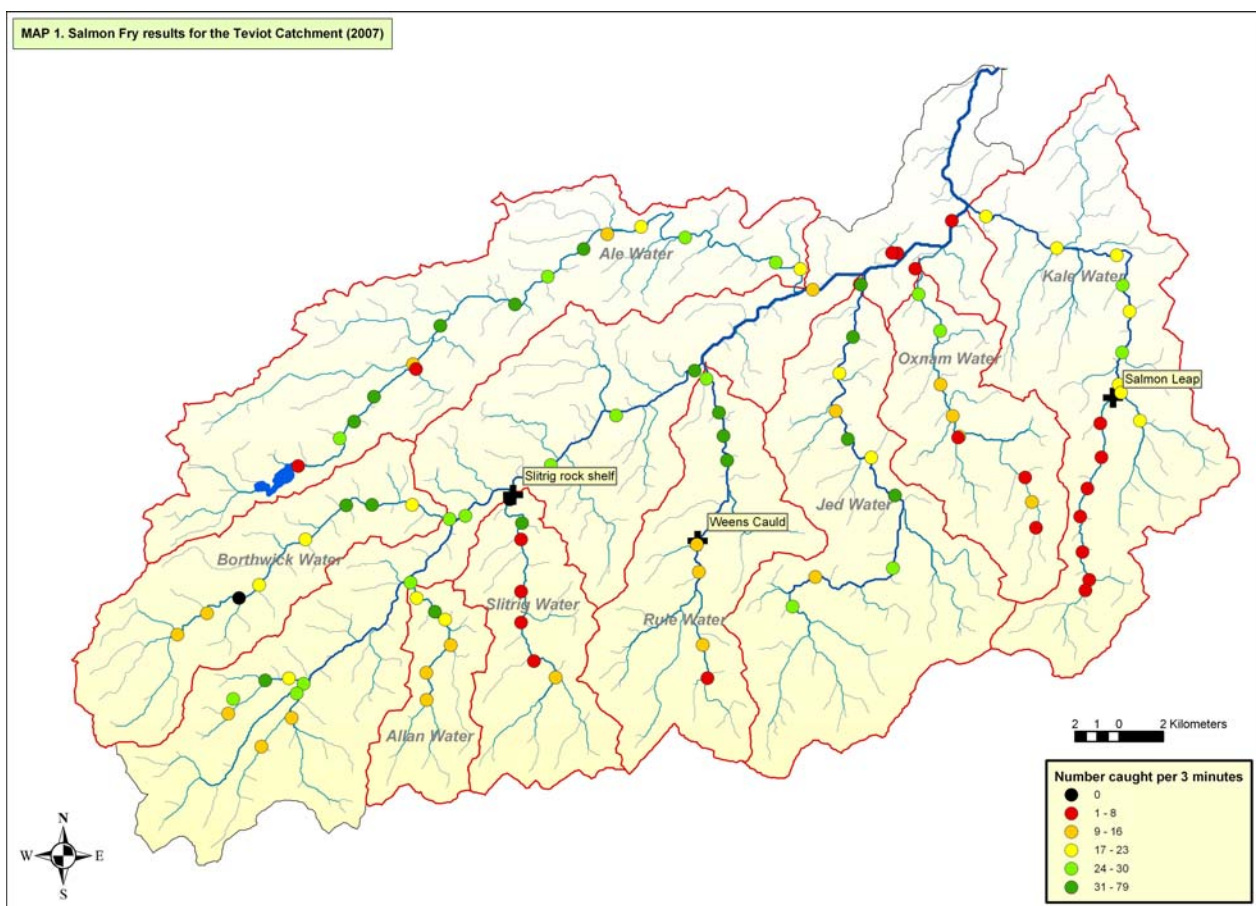 MAP 1. Salmon Fry results for the Teviot Catchment (2007)
Ale Water
Kale Water
Oxnam Water
Salmon Leap
Slitrig rock shelf
Jed Water
Weens Cauld
Borthwick Water
Slitrig Water
Rule Water
Allan Water
2 1 0 2 Kilometers
Number caught per 3 minutes
0
1 - 8
9 - 16
17 - 23
24 - 30
31 - 79
N
W E
S